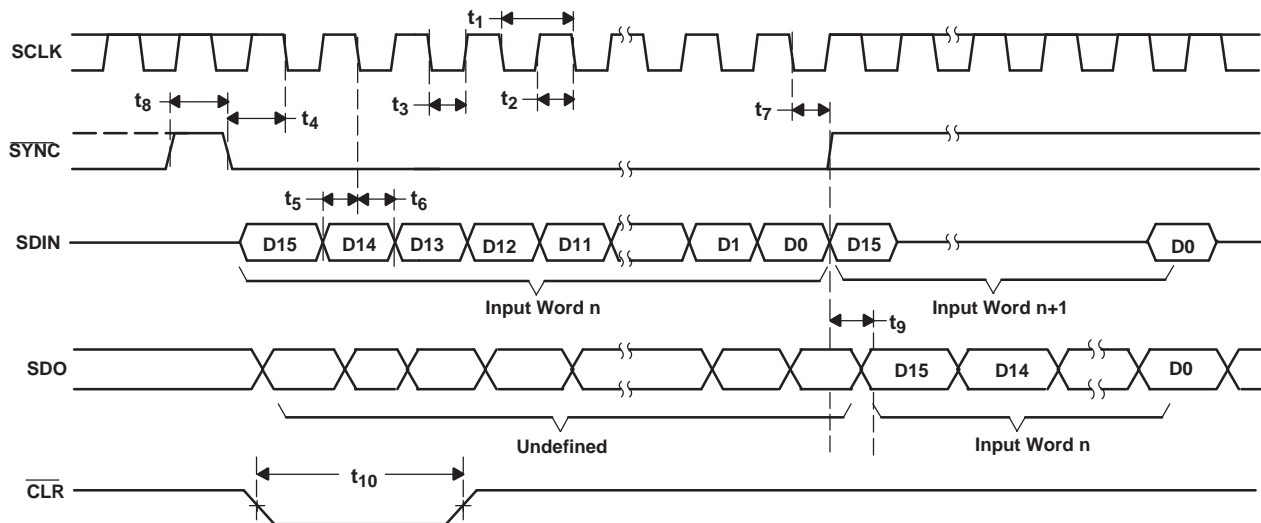 t1
SCLK
t8 t4 t3 t2 t7
SYNC
t5 t6
SDIN D15 D14 D13 D12 D11 D1 D0 D15 D0
Input Word n Input Word n+1
t9
SDO D15 D14 D0
Undefined Input Word n
t10
CLR